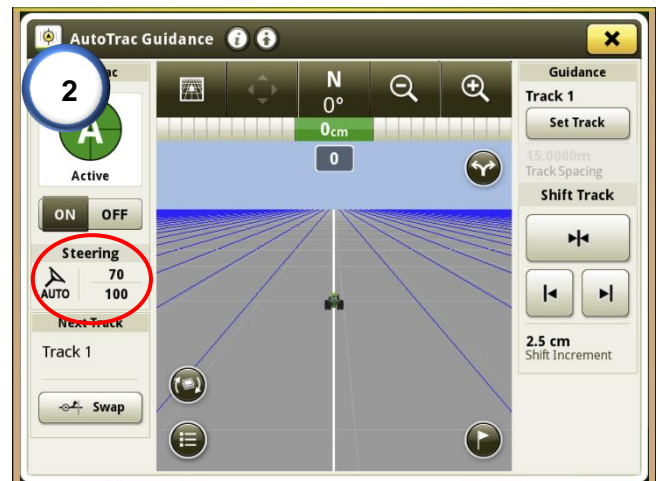 AutoTrac Guidance
2
ac
Active
ON OFF
Steering
AUTO
70
100
Next Track
Track 1
Swap
N
0°
0cm
0
Guidance
Track 1
Set Track
15.0000m
Track Spacing
Shift Track
2.5 cm
Shift Increment